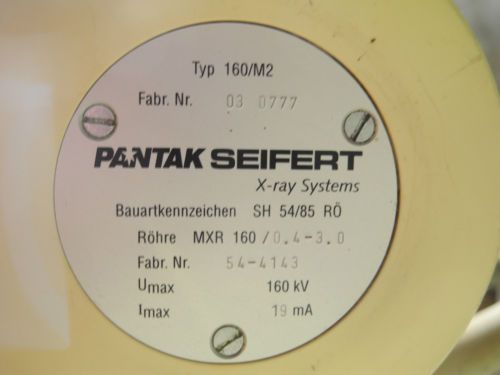 Typ 160/M2
Fabr. Nr. 03 0777
PANTAK SEIFERT
X-ray Systems
Bauartkennzeichen SH 54/85 RÖ
Röhre MXR 160/0.4-3.0
Fabr. Nr. 54-4143
Umax 160 kV
Imax 19 mA